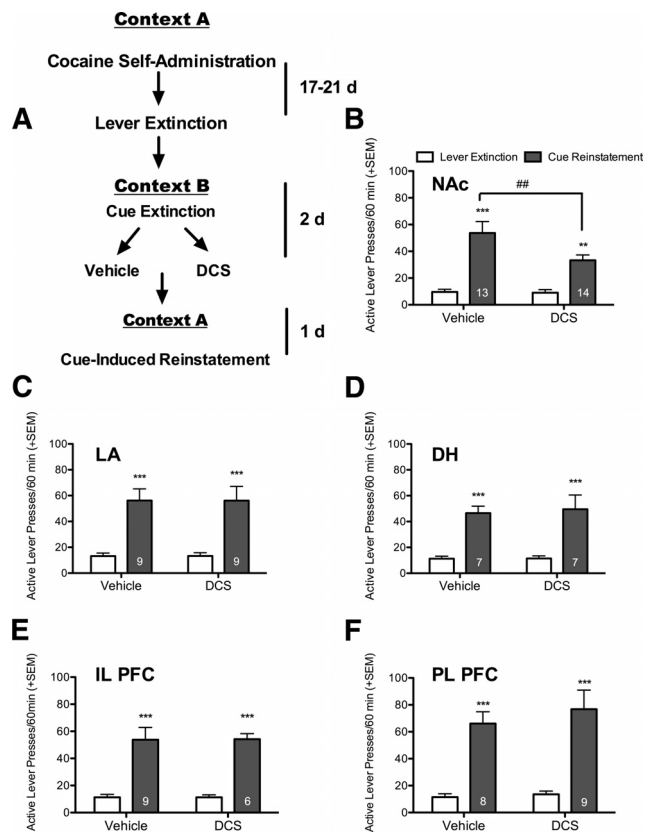 Context A
Cocaine Self-Administration
17-21 d
A
Lever Extinction
Context B
Cue Extinction
2 d
Vehicle DCS
Context A
1 d
Cue-Induced Reinstatement
B
Lever Extinction Cue Reinstatement
NAc
Active Lever Presses/60 min (+SEM)
100
80
60
40
20
0
##
***
**
13
14
Vehicle DCS
C
LA
Active Lever Presses/60 min (+SEM)
100
80
60
40
20
0
***
***
9
9
Vehicle DCS
D
DH
Active Lever Presses/60 min (+SEM)
100
80
60
40
20
0
***
***
7
7
Vehicle DCS
E
IL PFC
Active Lever Presses/60min (+SEM)
100
80
60
40
20
0
***
***
9
6
Vehicle DCS
F
PL PFC
Active Lever Presses/60 min (+SEM)
100
80
60
40
20
0
***
***
8
9
Vehicle DCS